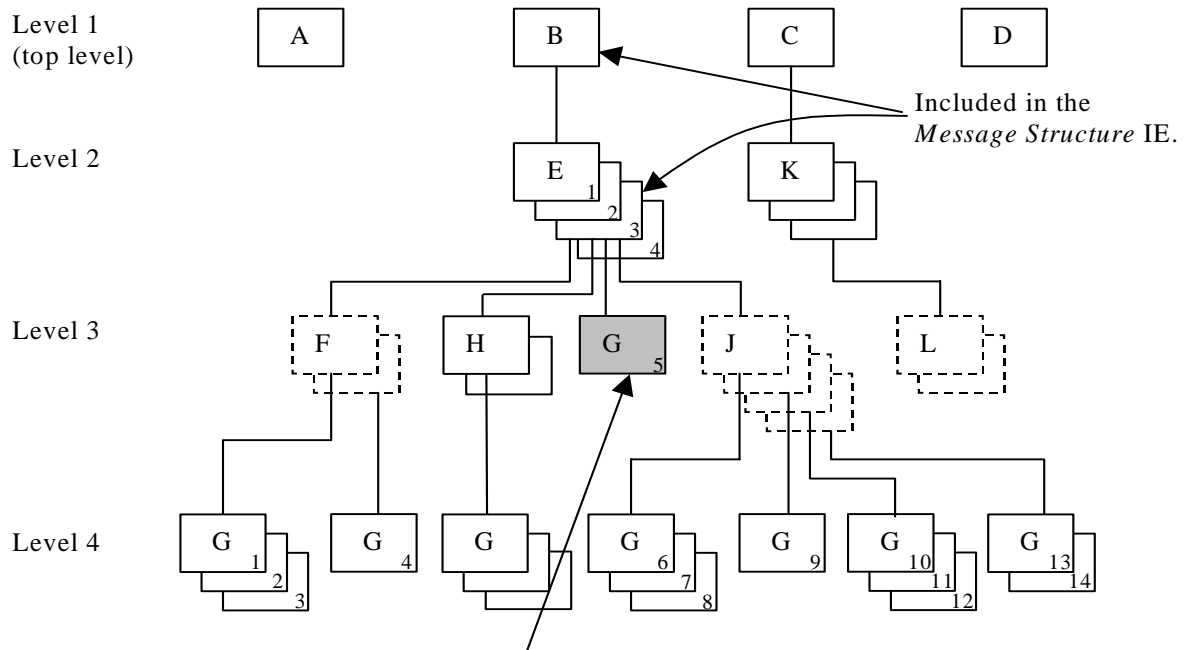 Level 1
(top level)
A
B
C
D
Included in the
Message Structure IE.
Level 2
E
1
2
3
4
K
Level 3
F
H
G
5
J
L
Level 4
G
1
2
3
G
4
G
G
6
7
8
G
9
G
10
11
12
G
13
14